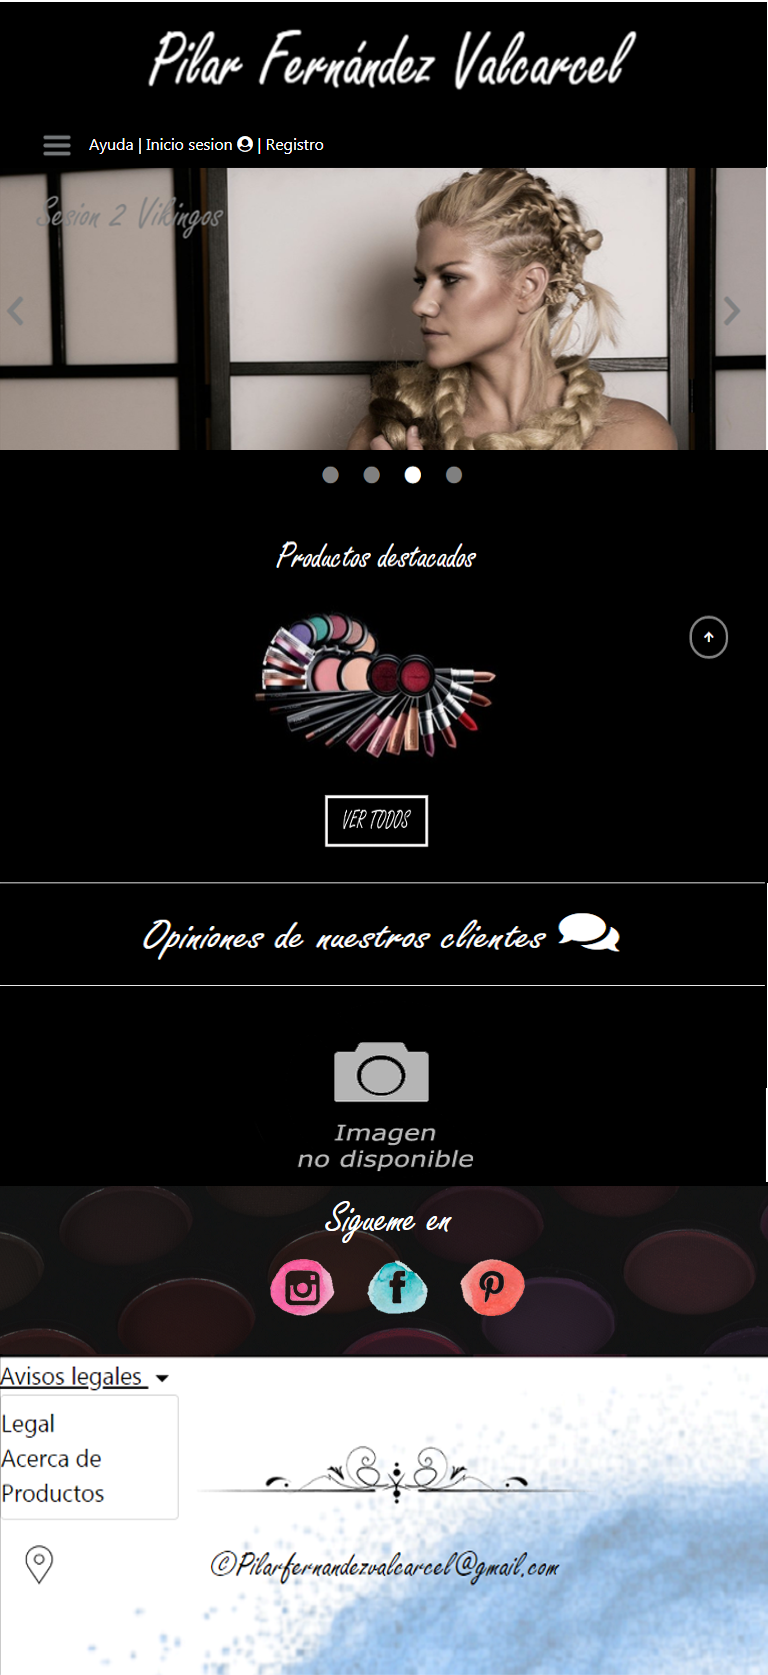 Pilar Fernández Valcarcel
Ayuda | Inicio sesion | Registro
Sesion 2 Vikingos
Productos destacados
VER TODOS
Opiniones de nuestros clientes
Imagen
no disponible
Sigueme en
Avisos legales
Legal
Acerca de
Productos
©Pilarfernandezvalcarcel@gmail.com